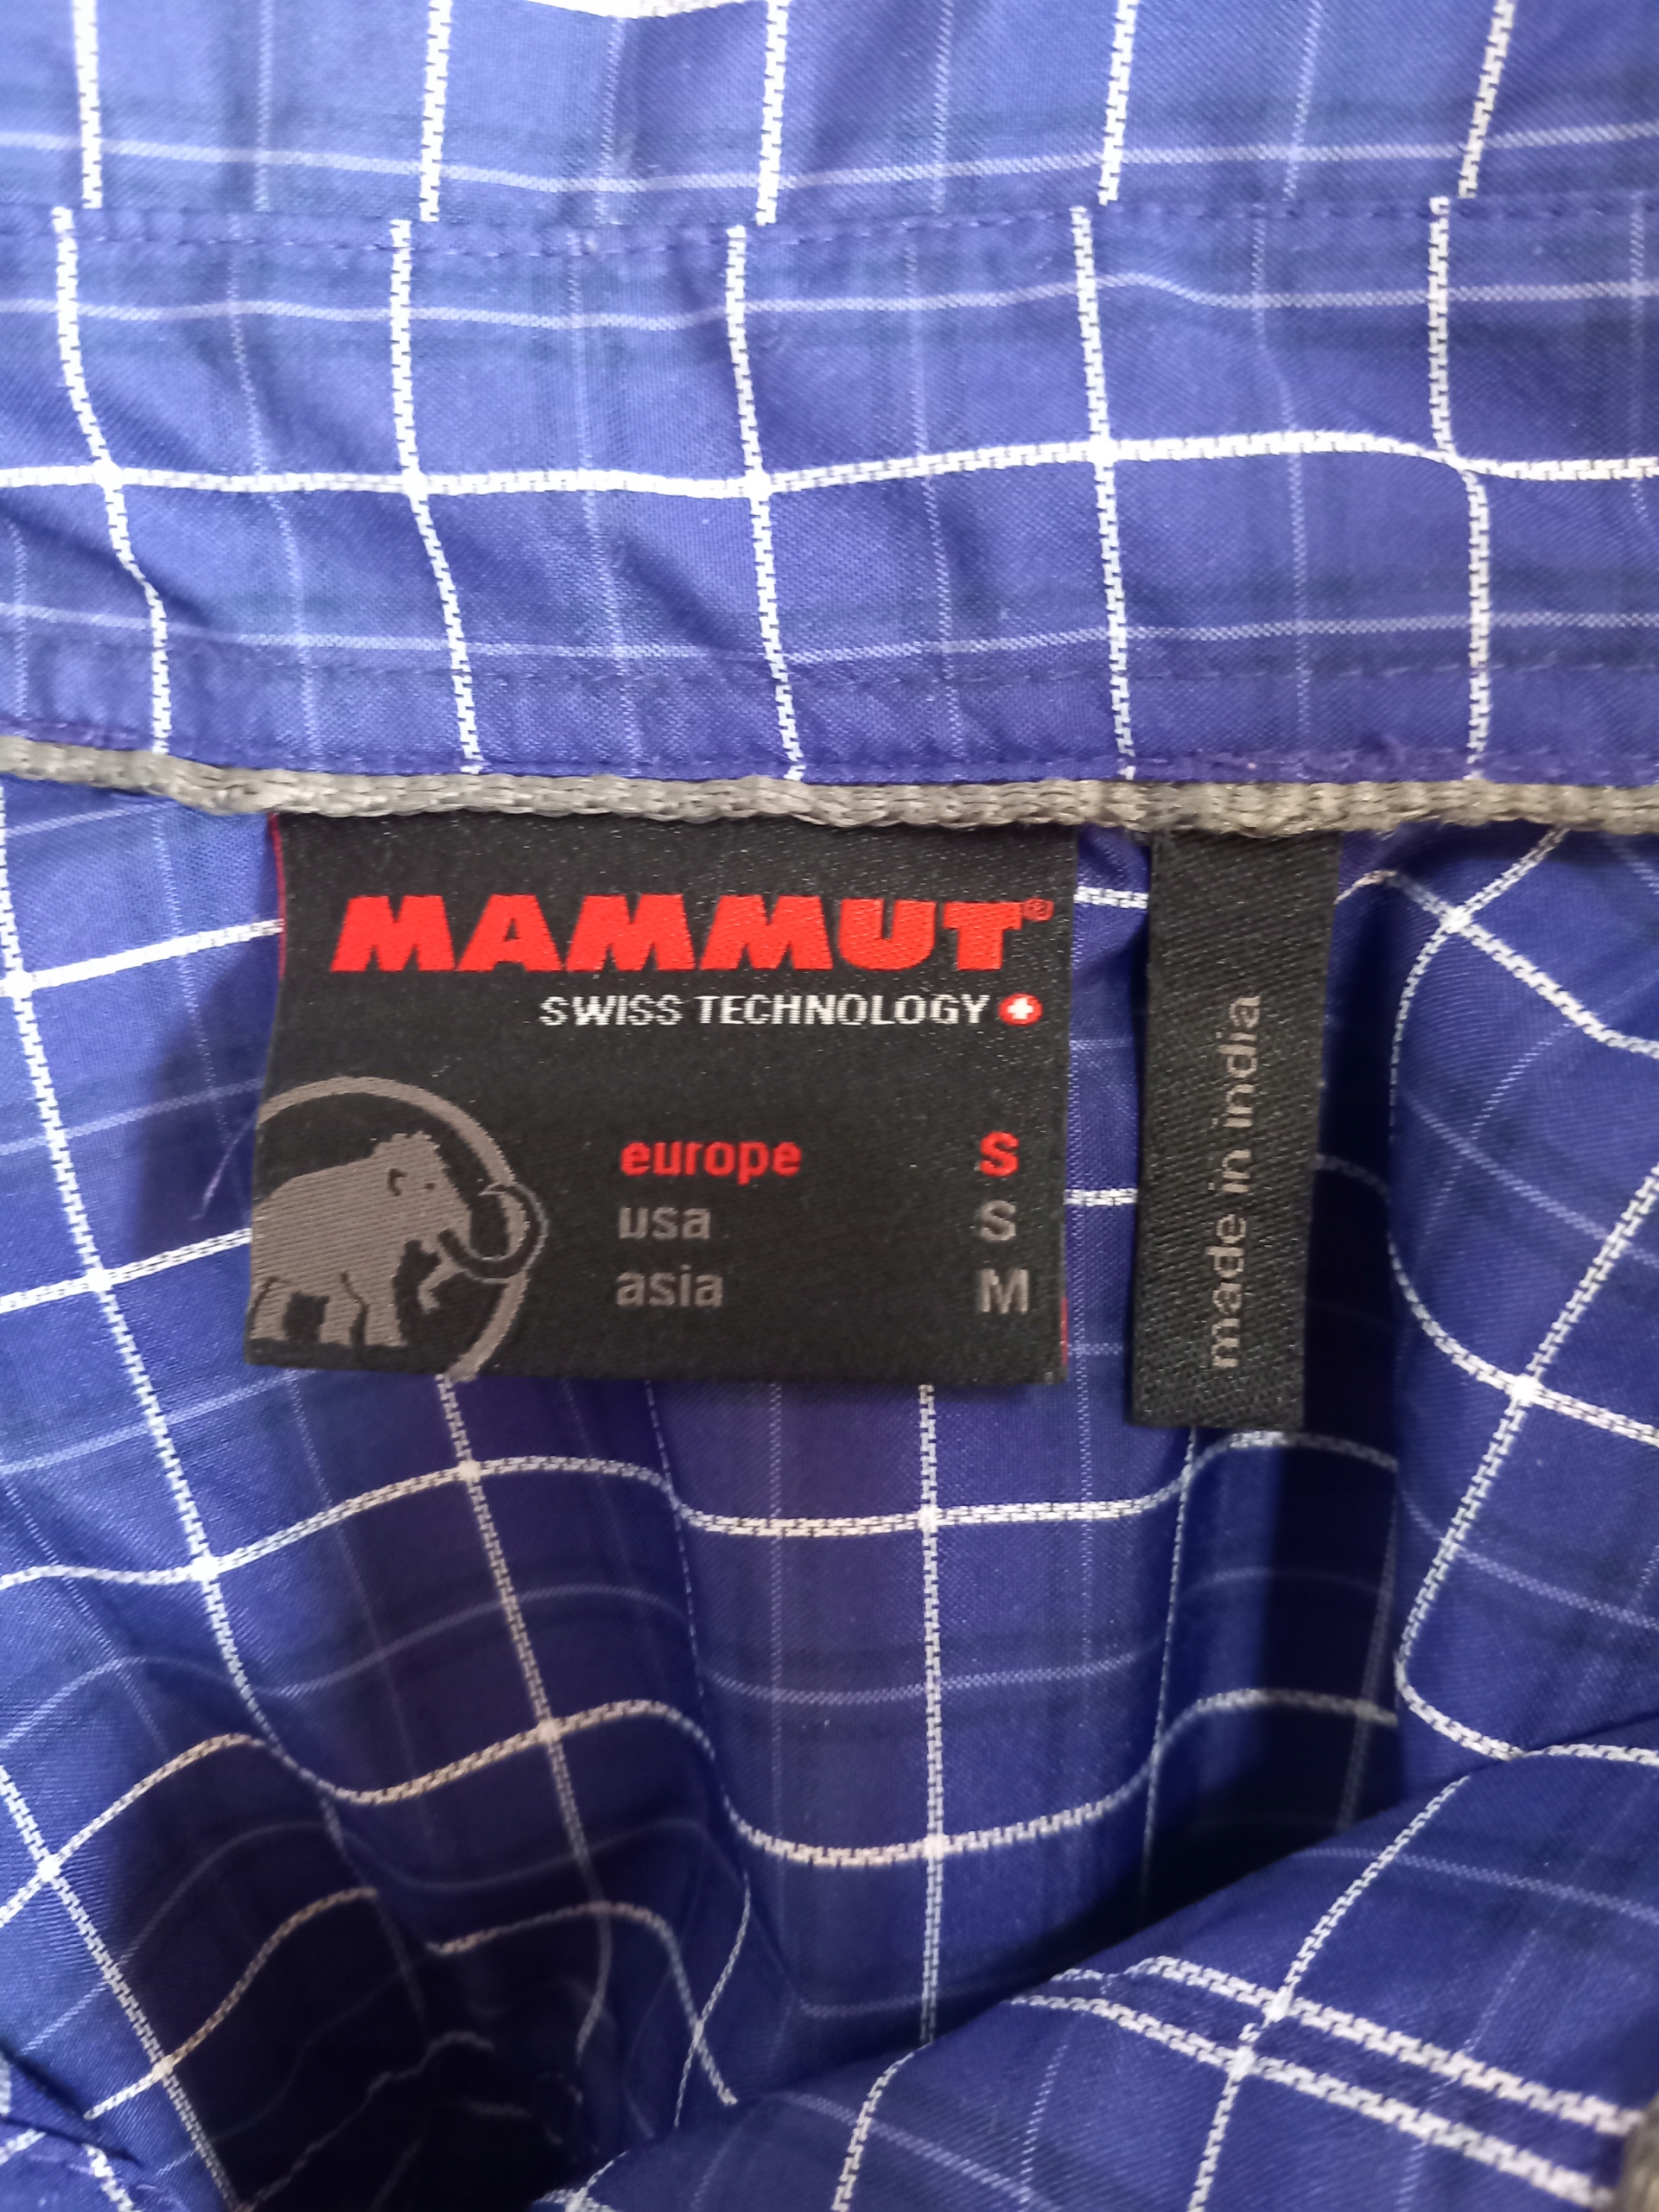 MAMMUT®
SWISS TECHNOLOGY
europe S
usa S
asia M
made in india